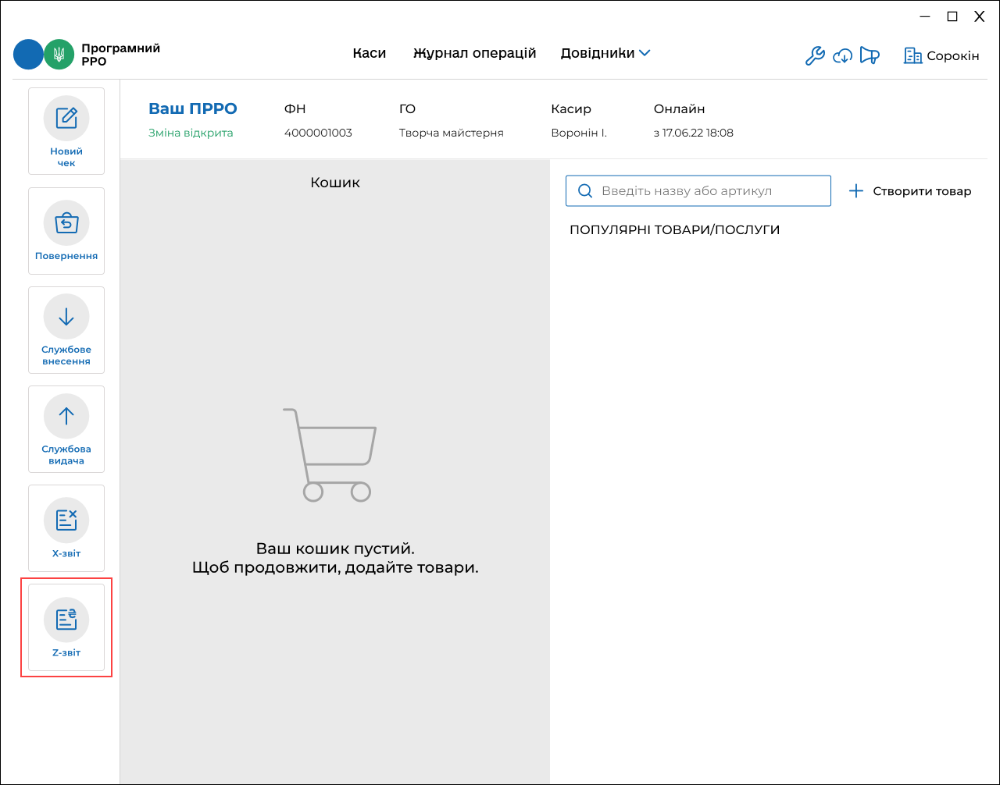 X
Програмний
РРО
Каси
Журнал операцій
Довідники
Сорокін
Новий
чек
Повернення
Службове
внесення
Службова
видача
Х-звіт
Z-звіт
Ваш ПРРО
Зміна відкрита
ФН
4000001003
ГО
Творча майстерня
Касир
Воронін І.
Онлайн
з 17.06.22 18:08
Кошик
Ваш кошик пустий.
Щоб продовжити, додайте товари.
Введіть назву або артикул
Створити товар
ПОПУЛЯРНІ ТОВАРИ/ПОСЛУГИ